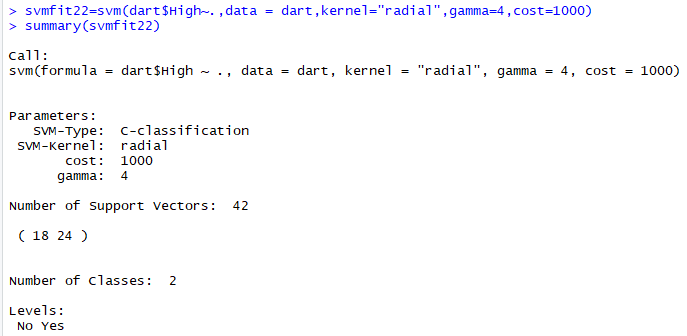 > svmfit22=svm(dart$High~.,data = dart,kernel="radial",gamma=4,cost=1000)
> summary(svmfit22)
Call:
svm(formula = dart$High ~ ., data = dart, kernel = "radial", gamma = 4, cost = 1000)
Parameters:
   SVM-Type:  C-classification
 SVM-Kernel:  radial
       cost:  1000
      gamma:  4
Number of Support Vectors:  42
 ( 18 24 )
Number of Classes:  2
Levels:
 No Yes